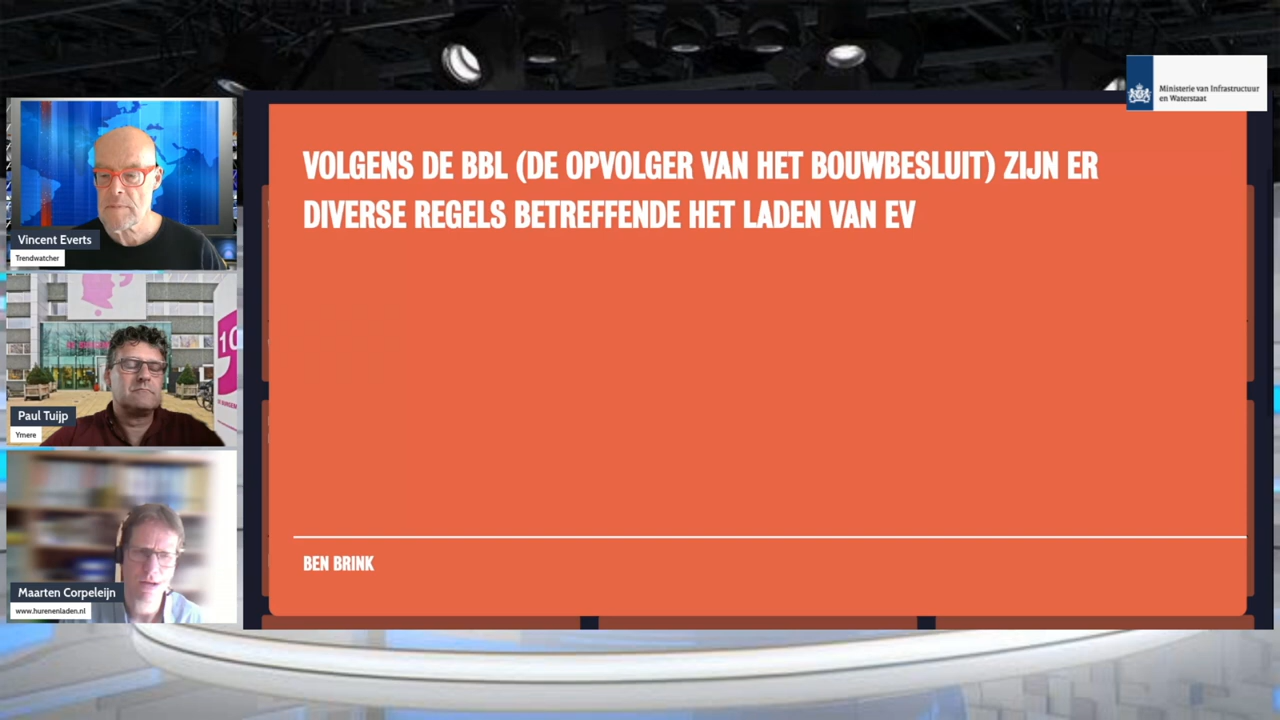 Ministerie van Infrastructuur
en Waterstaat
VOLGENS DE BBL (DE OPVOLGER VAN HET BOUWBESLUIT) ZIJN ER
DIVERSE REGELS BETREFFENDE HET LADEN VAN EV
BEN BRINK
Vincent Everts
Trendwatcher
10
Paul Tuijp
Ymere
Maarten Corpeleijn
www.hurenenladen.nl